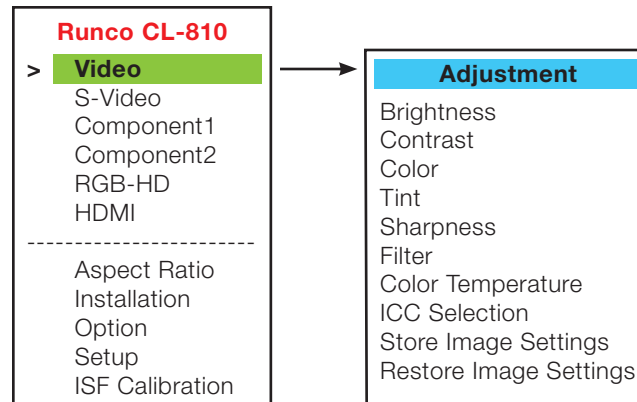 Runco CL-810
> Video
S-Video
Component1
Component2
RGB-HD
HDMI
------------------------
Aspect Ratio
Installation
Option
Setup
ISF Calibration
Adjustment
Brightness
Contrast
Color
Tint
Sharpness
Filter
Color Temperature
ICC Selection
Store Image Settings
Restore Image Settings